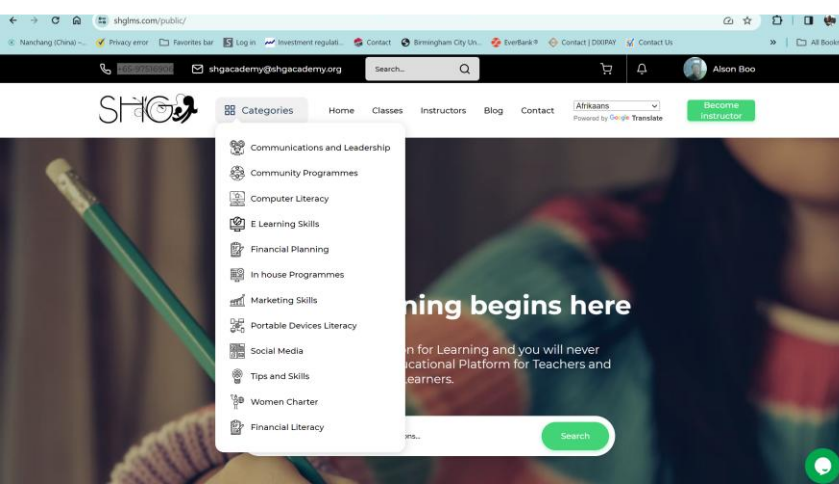 shglms.com/public/
Nanchang (China) –... Privacy error Favorites bar Log in Investment regulati... Contact Birmingham City Un... EverBank® Contact | DIXIPAY Contact Us » All Books
+65-97516906 shgacademy@shgacademy.org Search... Alson Boo
SHG
Categories Home Classes Instructors Blog Contact Afrikaans Become Instructor
Powered by Google Translate
Communications and Leadership
Community Programmes
Computer Literacy
E Learning Skills
Financial Planning
In house Programmes
Marketing Skills
Portable Devices Literacy
Social Media
Tips and Skills
Women Charter
Financial Literacy
begins here
for Learning and you will never
Platform for Teachers and
Search